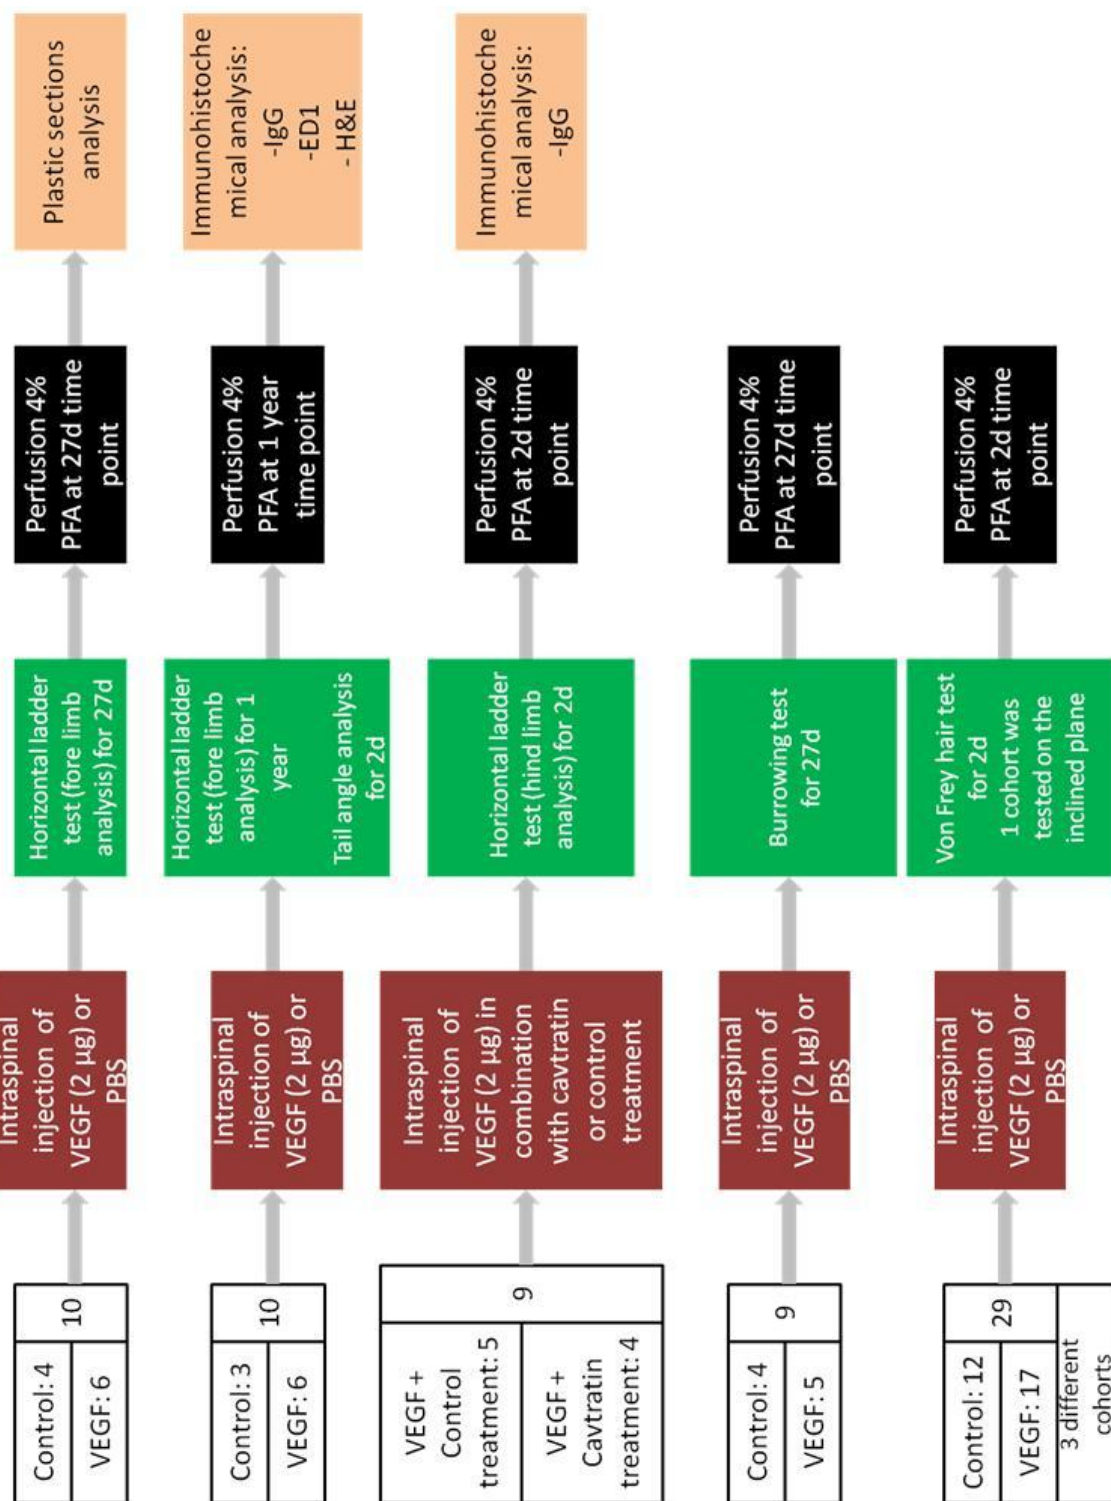 Control: 4
VEGF: 6
10
Intraspinal
injection of
VEGF (2 µg) or
PBS
Horizontal ladder
test (fore limb
analysis) for 27d
Perfusion 4%
PFA at 27d time
point
Plastic sections
analysis
Control: 3
VEGF: 6
10
Intraspinal
injection of
VEGF (2 µg) or
PBS
Horizontal ladder
test (fore limb
analysis) for 1
year
Tail angle analysis
for 2d
Perfusion 4%
PFA at 1 year
time point
Immunohistoche
mical analysis:
-IgG
-ED1
- H&E
VEGF +
Control
treatment: 5
VEGF +
Cavtratin
treatment: 4
9
Intraspinal
injection of
VEGF (2 µg) in
combination
with cavtratin
or control
treatment
Horizontal ladder
test (hind limb
analysis) for 2d
Perfusion 4%
PFA at 2d time
point
Immunohistoche
mical analysis:
-IgG
Control: 4
VEGF: 5
9
Intraspinal
injection of
VEGF (2 µg) or
PBS
Burrowing test
for 27d
Perfusion 4%
PFA at 27d time
point
Control: 12
VEGF: 17
29
3 different
cohorts
Intraspinal
injection of
VEGF (2 µg) or
PBS
Von Frey hair test
for 2d
1 cohort was
tested on the
inclined plane
Perfusion 4%
PFA at 2d time
point